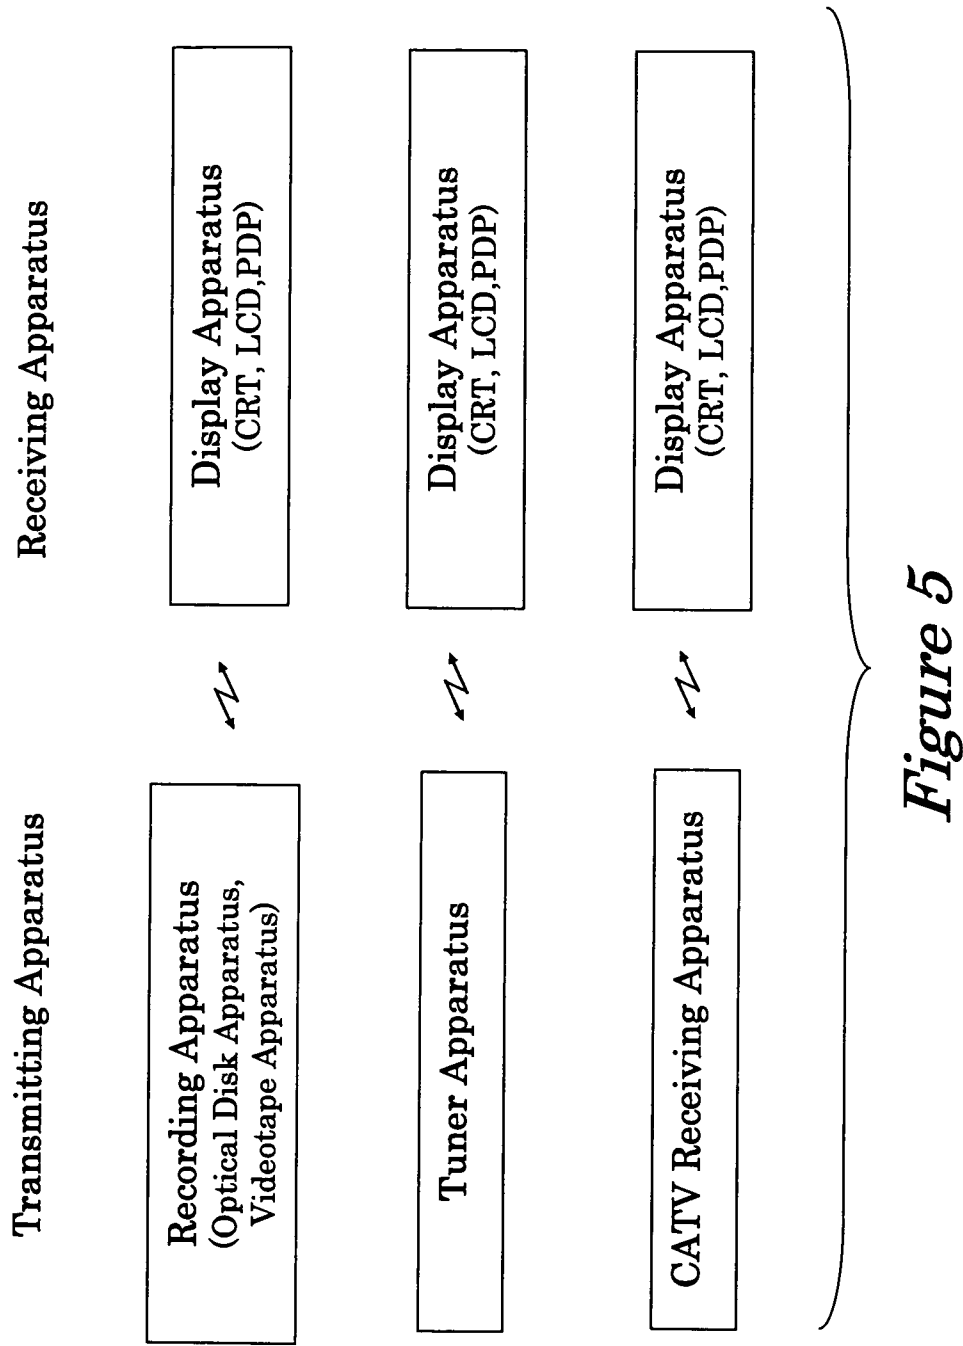 Transmitting Apparatus
Receiving Apparatus
Recording Apparatus
(Optical Disk Apparatus,
Videotape Apparatus)
Display Apparatus
(CRT, LCD,PDP)
Tuner Apparatus
Display Apparatus
(CRT, LCD,PDP)
CATV Receiving Apparatus
Display Apparatus
(CRT, LCD,PDP)
Figure 5